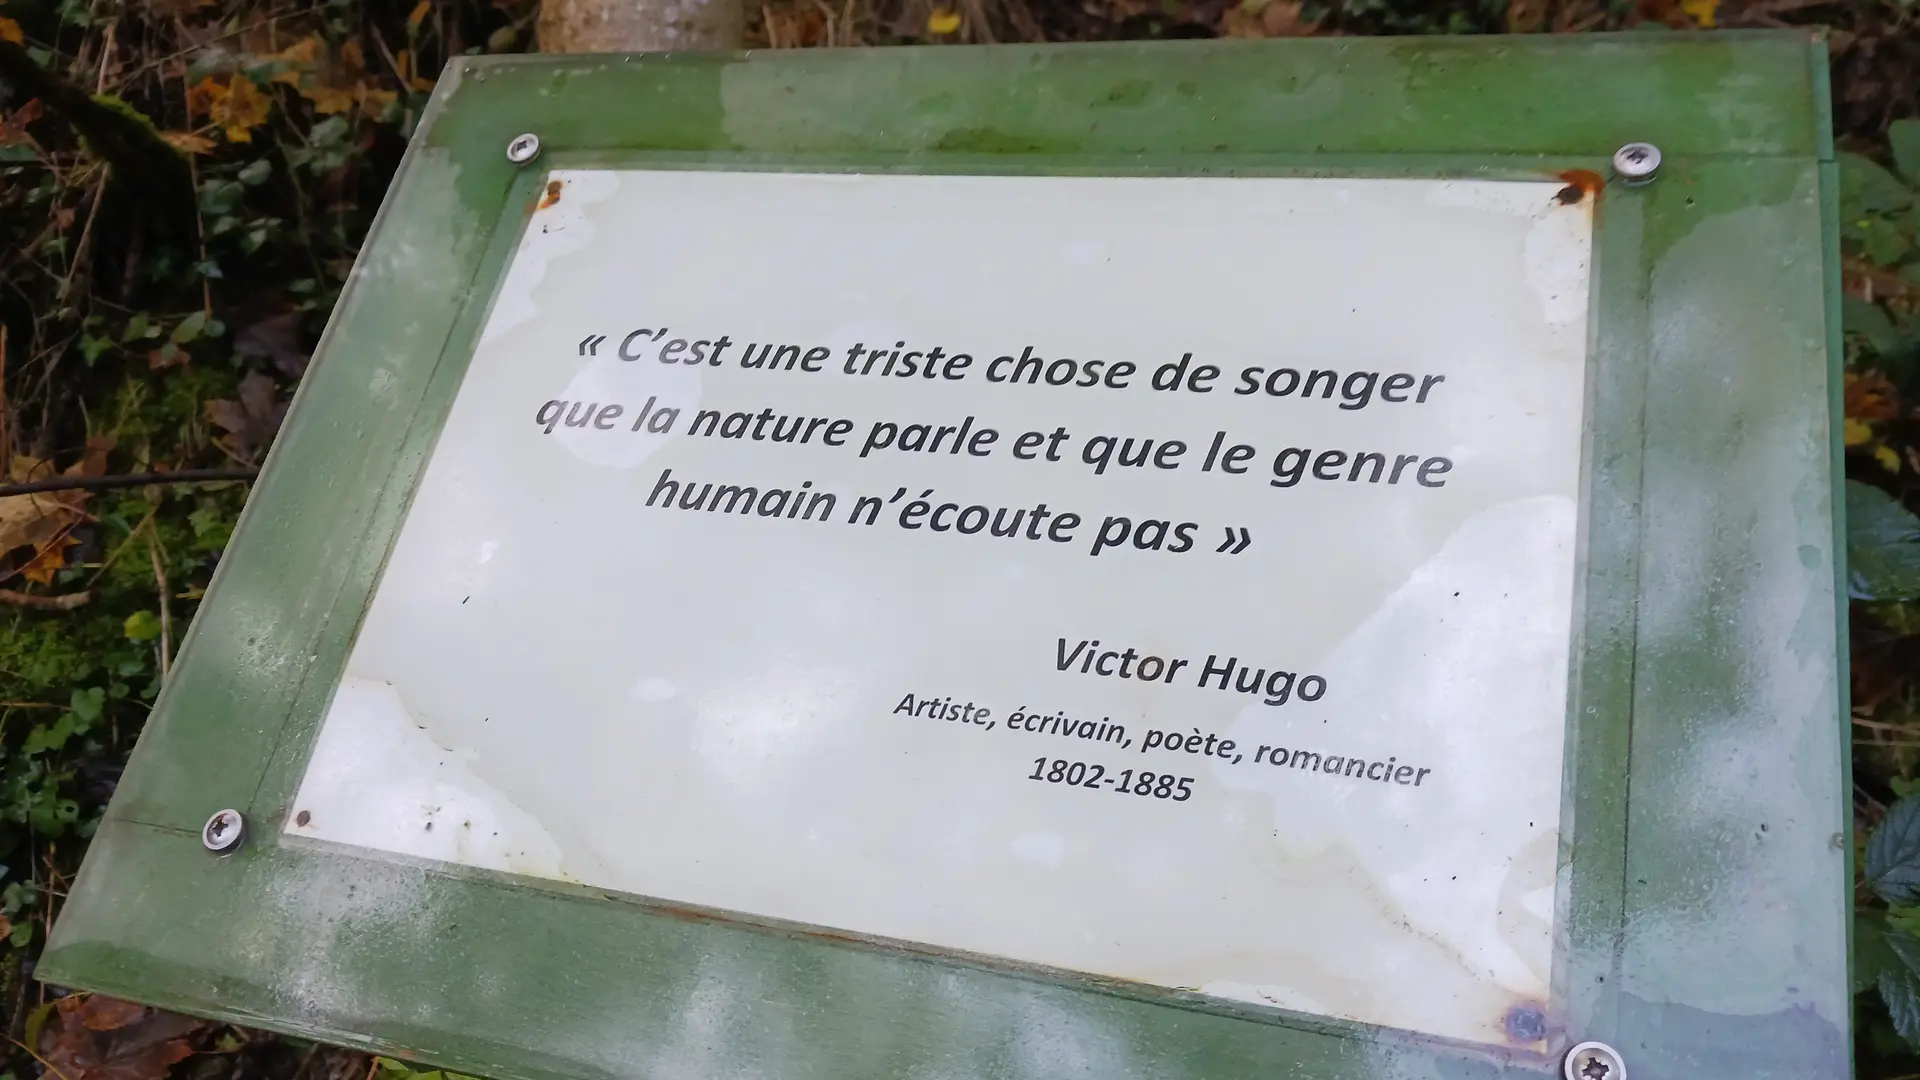 « C’est une triste chose de songer
que la nature parle et que le genre
humain n’écoute pas »
Victor Hugo
Artiste, écrivain, poète, romancier
1802-1885